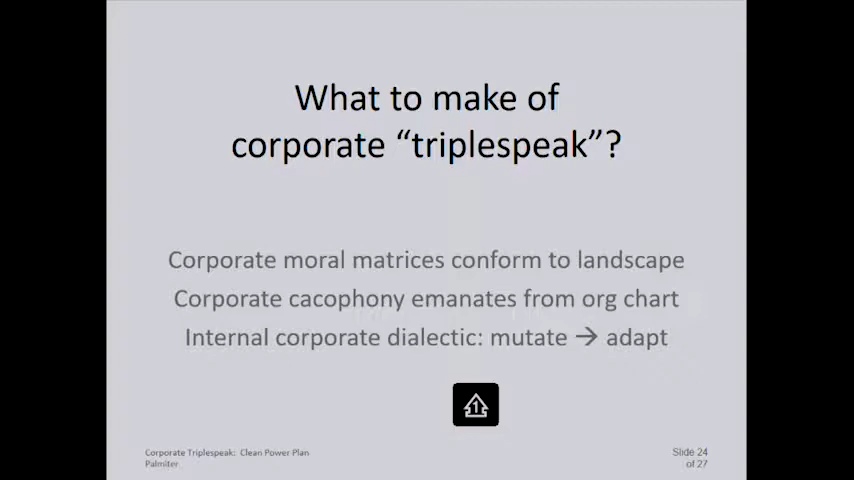 What to make of
corporate “triplespeak”?
Corporate moral matrices conform to landscape
Corporate cacophony emanates from org chart
Internal corporate dialectic: mutate → adapt
1
Corporate Triplespeak: Clean Power Plan
Palmiter
Slide 24
of 27